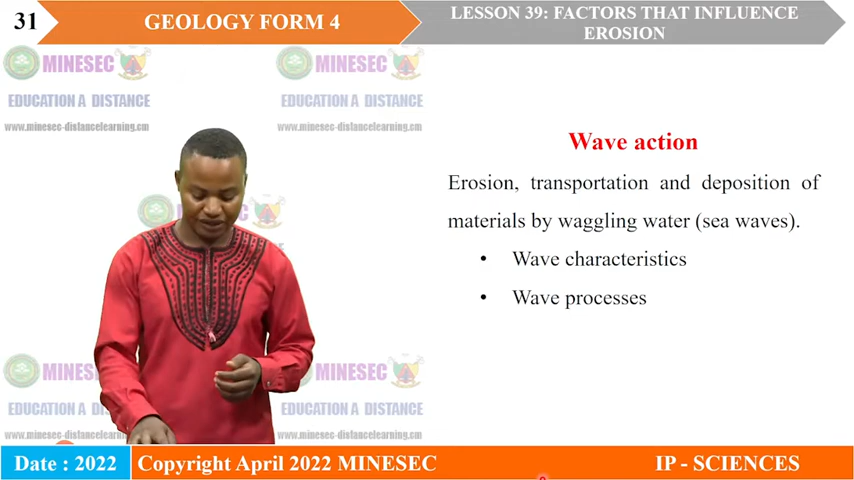 31
GEOLOGY FORM 4
LESSON 39: FACTORS THAT INFLUENCE
EROSION
MINESEC
EDUCATION A DISTANCE
www.minesec-distancelearning.cm
MINESEC
EDUCATION A DISTANCE
www.minesec-distancelearning.cm
Wave action
Erosion, transportation and deposition of
materials by waggling water (sea waves).
• Wave characteristics
• Wave processes
MINESEC
EDUCATION A DISTANCE
www.minesec-distancelearning.cm
MINESEC
EDUCATION A DISTANCE
www.minesec-distancelearning.cm
Date : 2022
Copyright April 2022 MINESEC
IP - SCIENCES